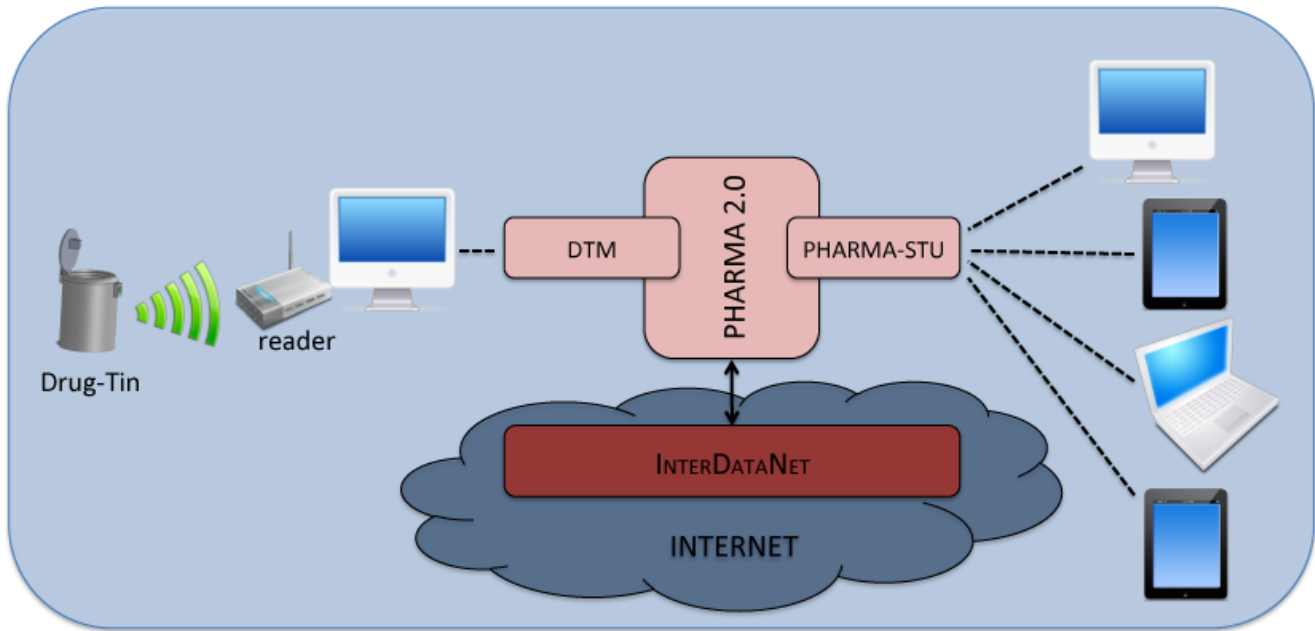 PHARMA 2.0
DTM
PHARMA-STU
reader
Drug-Tin
INTERDATANET
INTERNET